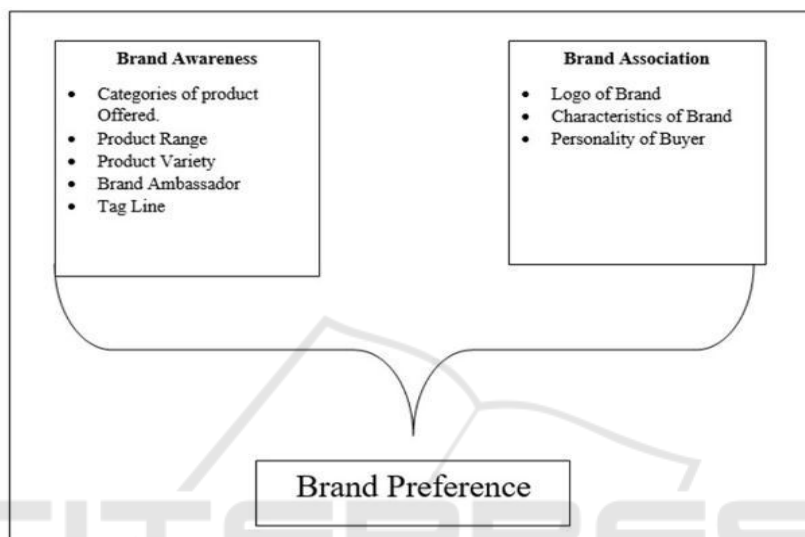 Brand Awareness
• Categories of product
Offered.
• Product Range
• Product Variety
• Brand Ambassador
• Tag Line
Brand Association
• Logo of Brand
• Characteristics of Brand
• Personality of Buyer
Brand Preference